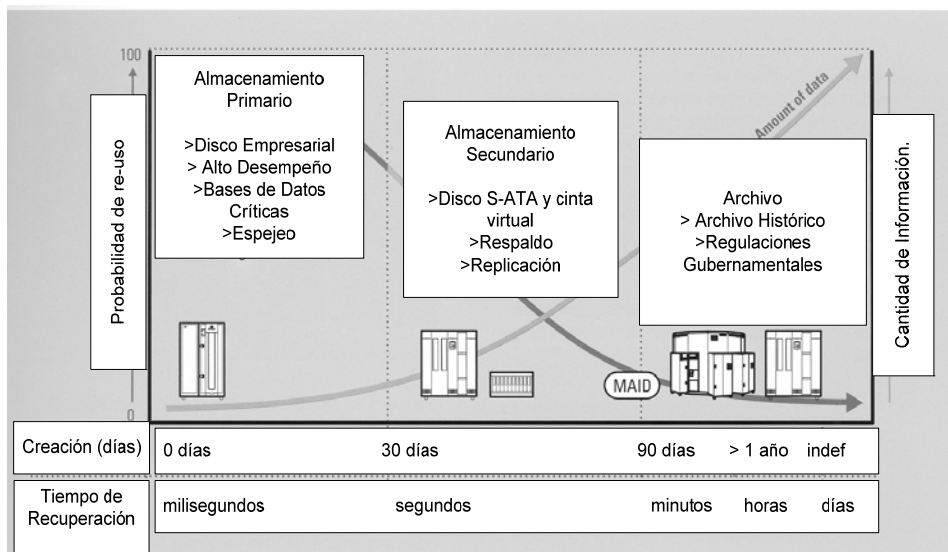 100
Probabilidad de re-uso
0
Almacenamiento
Primario
>Disco Empresarial
> Alto Desempeño
>Bases de Datos
Críticas
>Espejeo
Almacenamiento
Secundario
>Disco S-ATA y cinta
virtual
>Respaldo
>Replicación
Amount of data
Archivo
> Archivo Histórico
>Regulaciones
Gubernamentales
Cantidad de Información.
MAID
Creación (días) 0 días 30 días 90 días > 1 año indef
Tiempo de
Recuperación milisegundos segundos minutos horas días